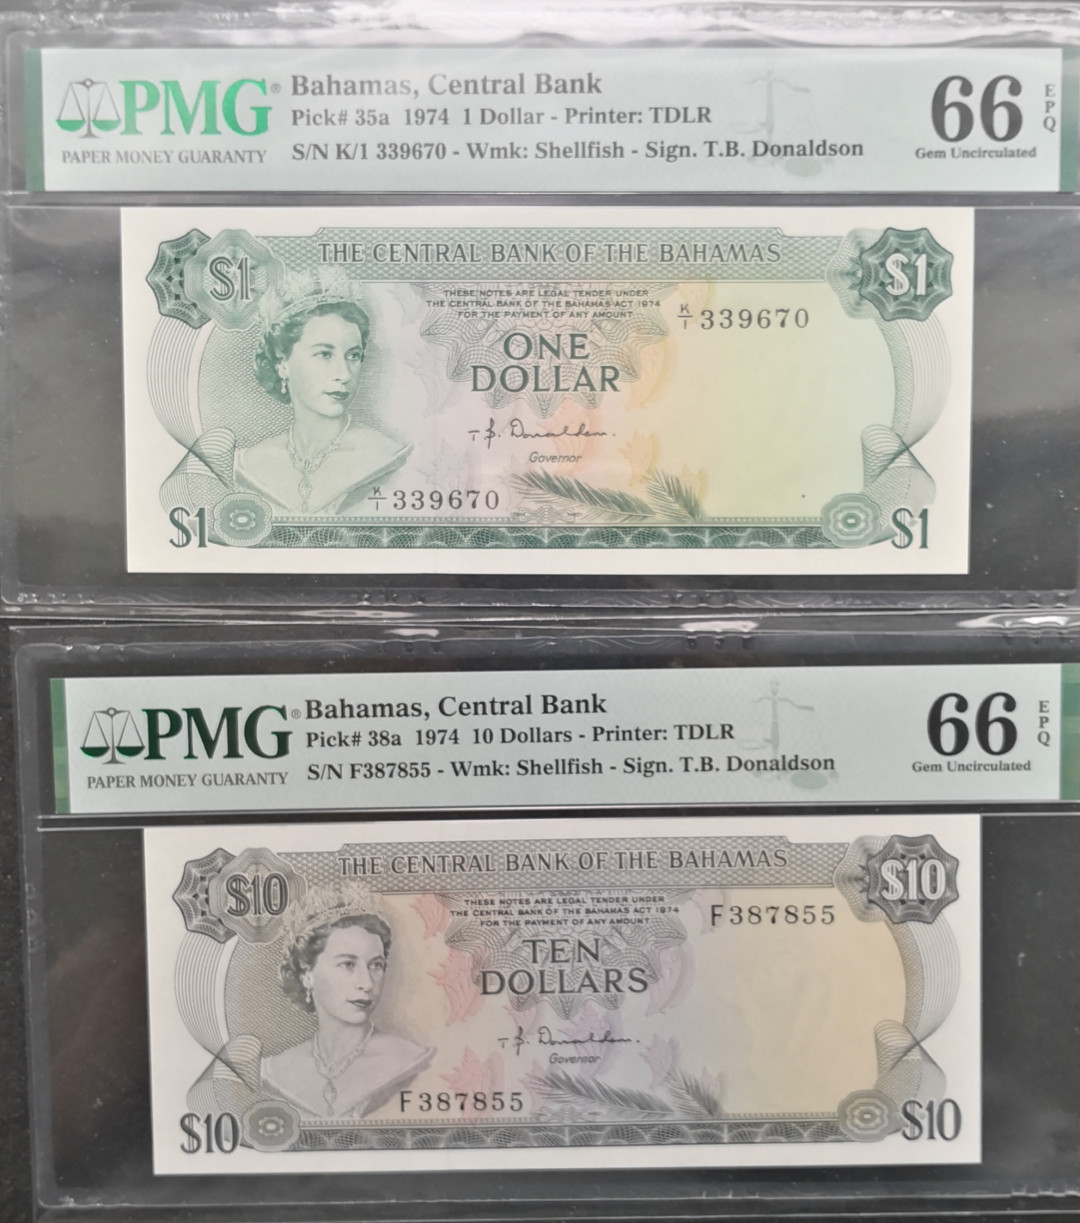 PMG®
PAPER MONEY GUARANTY
Bahamas, Central Bank
Pick# 35a 1974 1 Dollar - Printer: TDLR
S/N K/1 339670 - Wmk: Shellfish - Sign. T.B. Donaldson
66 EPQ
Gem Uncirculated
$1 THE CENTRAL BANK OF THE BAHAMAS $1
THESE NOTES ARE LEGAL TENDER UNDER
THE CENTRAL BANK OF THE BAHAMAS ACT 1974
FOR THE PAYMENT OF ANY AMOUNT
K/1 339670
ONE
DOLLAR
T B. Donaldson.
Governor
K/1 339670
$1 $1
PMG®
PAPER MONEY GUARANTY
Bahamas, Central Bank
Pick# 38a 1974 10 Dollars - Printer: TDLR
S/N F387855 - Wmk: Shellfish - Sign. T.B. Donaldson
66 EPQ
Gem Uncirculated
$10 THE CENTRAL BANK OF THE BAHAMAS $10
THESE NOTES ARE LEGAL TENDER UNDER
THE CENTRAL BANK OF THE BAHAMAS ACT 1974
FOR THE PAYMENT OF ANY AMOUNT
F387855
TEN
DOLLARS
T B. Donaldson.
Governor
F387855
$10 $10